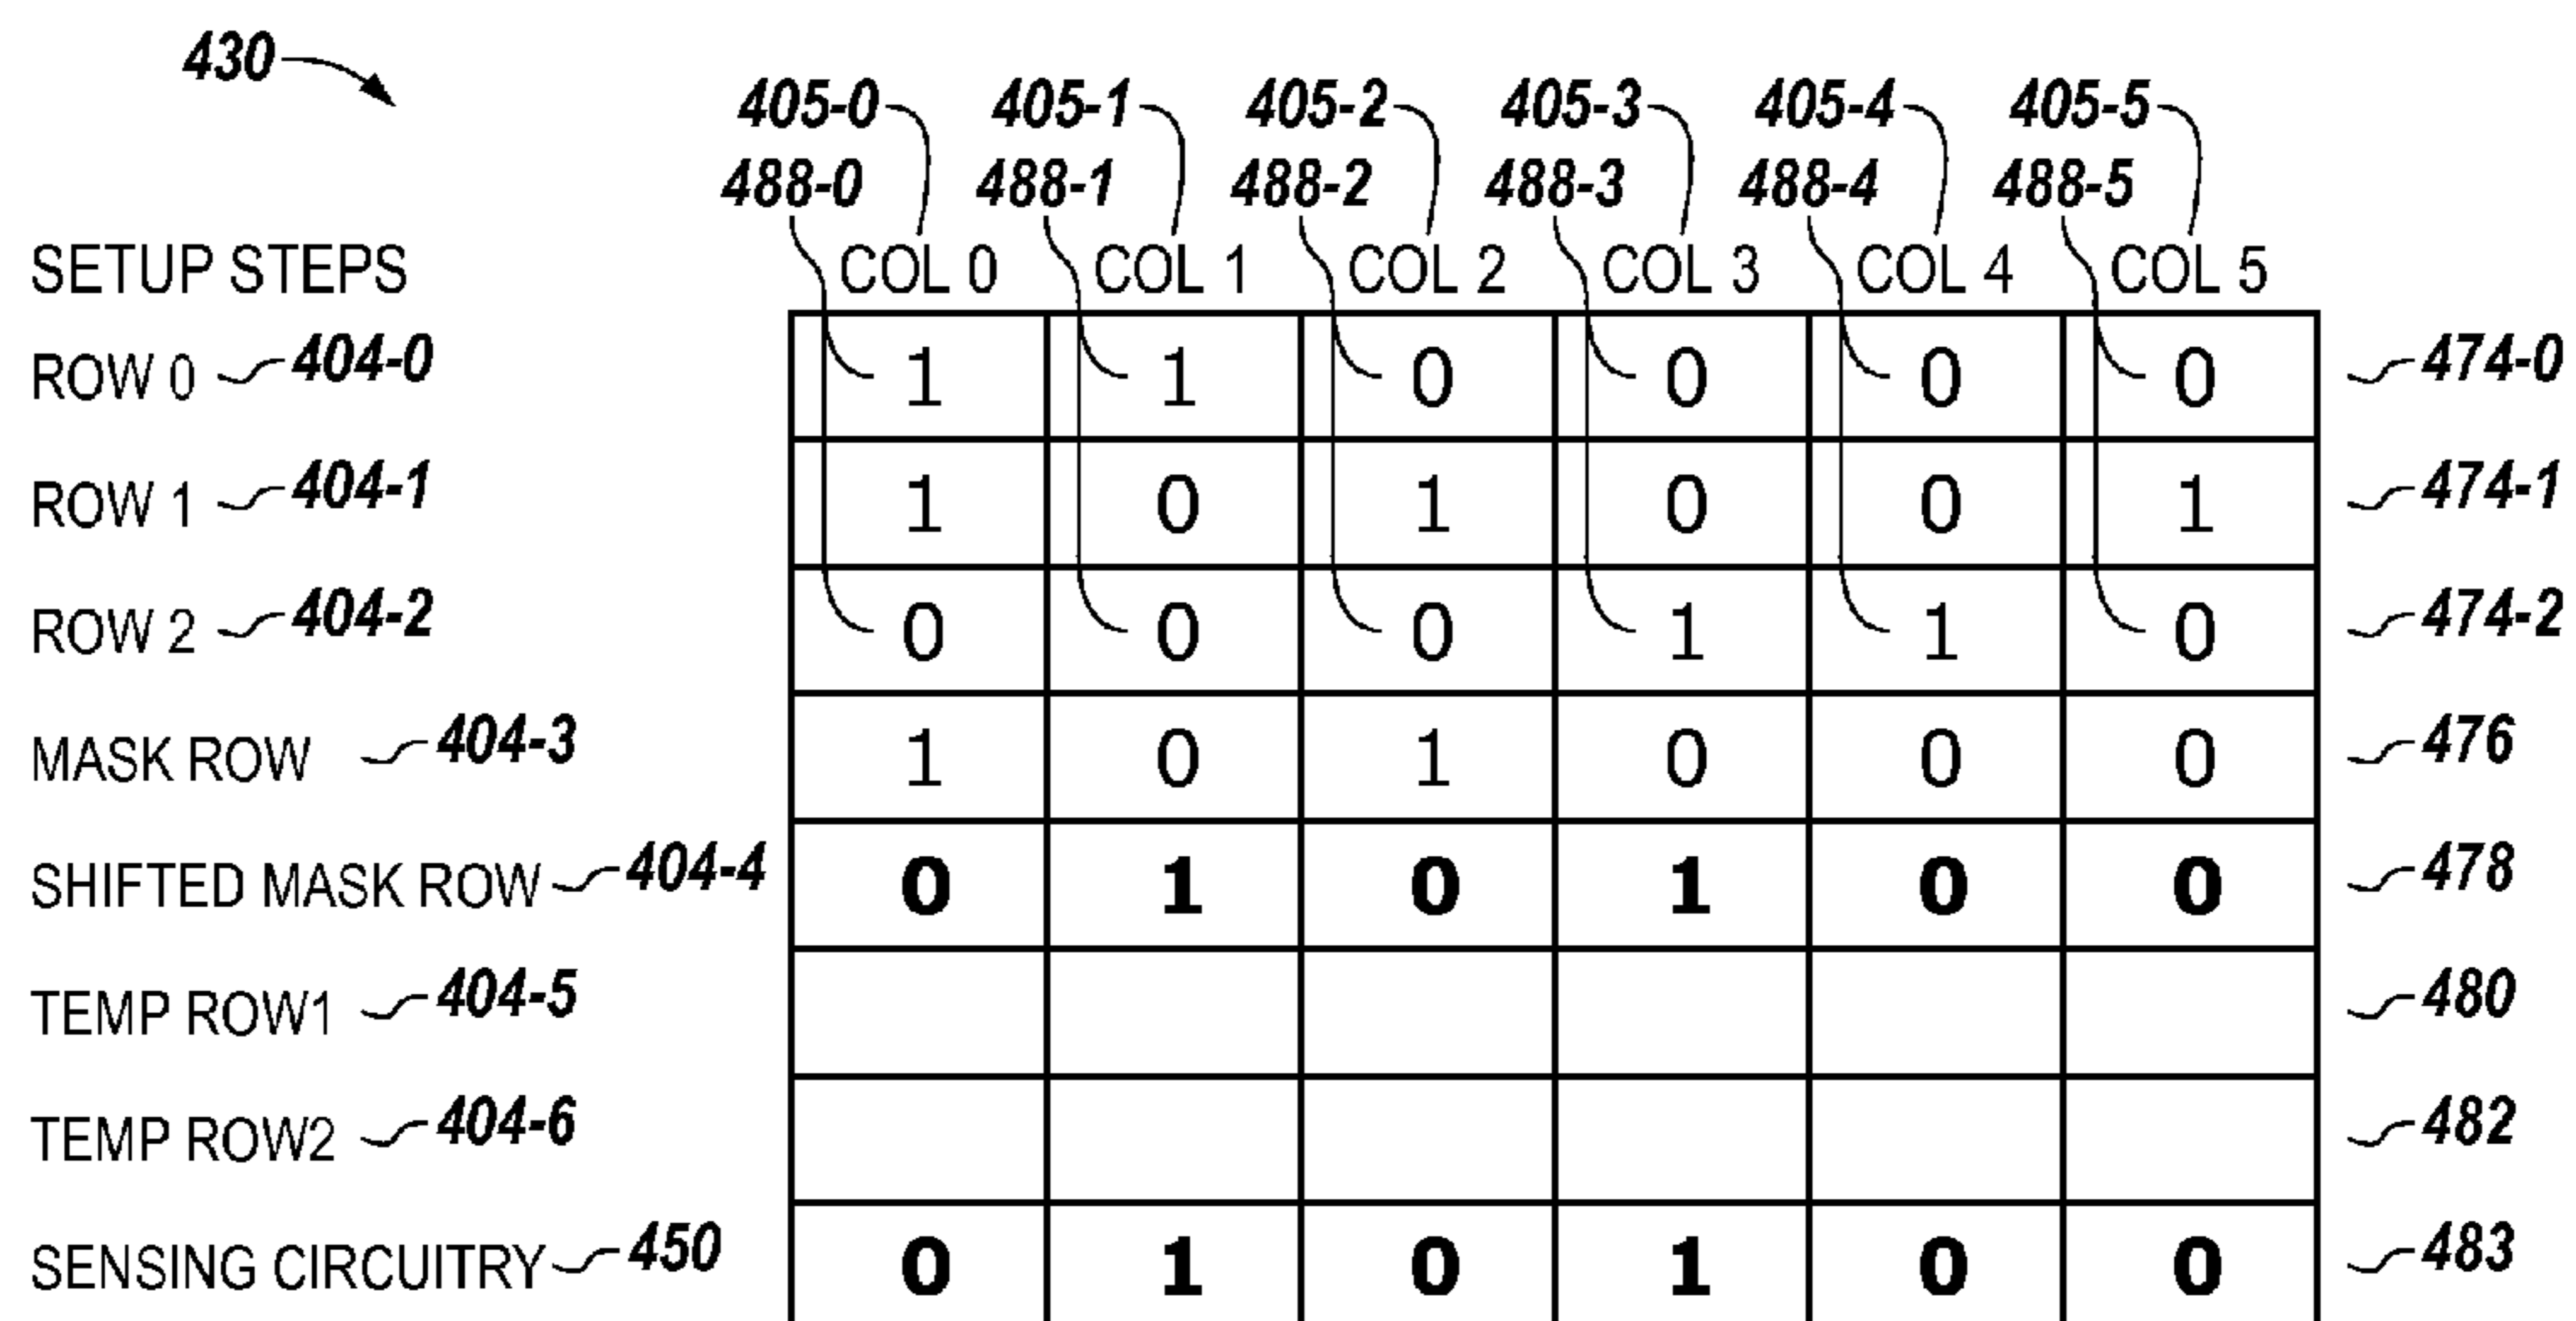 430
405-0 405-1 405-2 405-3 405-4 405-5
488-0 488-1 488-2 488-3 488-4 488-5
SETUP STEPS COL 0 COL 1 COL 2 COL 3 COL 4 COL 5
ROW 0 404-0 1 1 0 0 0 0 474-0
ROW 1 404-1 1 0 1 0 0 1 474-1
ROW 2 404-2 0 0 0 1 1 0 474-2
MASK ROW 404-3 1 0 1 0 0 0 476
SHIFTED MASK ROW 404-4 0 1 0 1 0 0 478
TEMP ROW1 404-5 480
TEMP ROW2 404-6 482
SENSING CIRCUITRY 450 0 1 0 1 0 0 483